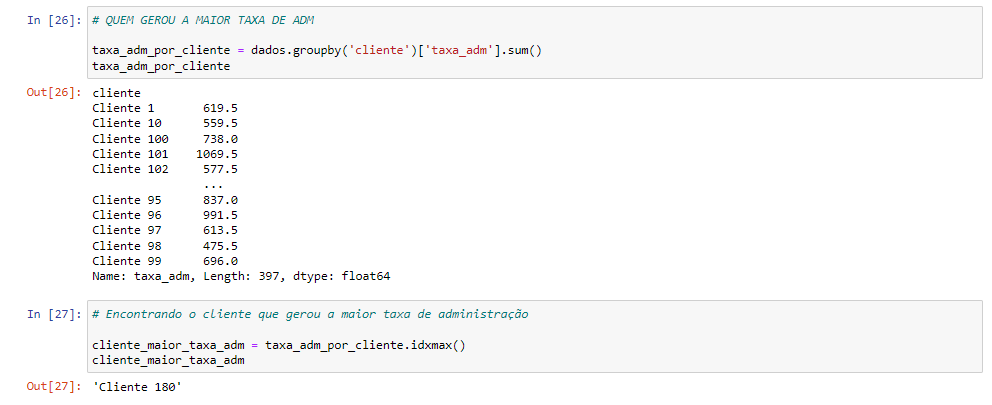 In [26]: # QUEM GEROU A MAIOR TAXA DE ADM
taxa_adm_por_cliente = dados.groupby('cliente')['taxa_adm'].sum()
taxa_adm_por_cliente
Out[26]: cliente
Cliente 1 619.5
Cliente 10 559.5
Cliente 100 738.0
Cliente 101 1069.5
Cliente 102 577.5
...
Cliente 95 837.0
Cliente 96 991.5
Cliente 97 613.5
Cliente 98 475.5
Cliente 99 696.0
Name: taxa_adm, Length: 397, dtype: float64
In [27]: # Encontrando o cliente que gerou a maior taxa de administração
cliente_maior_taxa_adm = taxa_adm_por_cliente.idxmax()
cliente_maior_taxa_adm
Out[27]: 'Cliente 180'